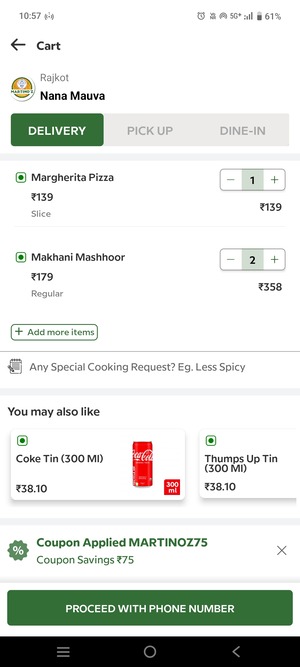 10:57
5G+
61%
Cart
MARTINO'Z
Rajkot
Nana Mauva
DELIVERY PICK UP DINE-IN
Margherita Pizza
1
₹139
₹139
Slice
Makhani Mashhoor
2
₹179
₹358
Regular
+ Add more items
Any Special Cooking Request? Eg. Less Spicy
You may also like
Coke Tin (300 Ml)
₹38.10
Coca-Cola
300
ml
Thumps Up Tin
(300 Ml)
₹38.10
% Coupon Applied MARTINOZ75
Coupon Savings ₹75
PROCEED WITH PHONE NUMBER